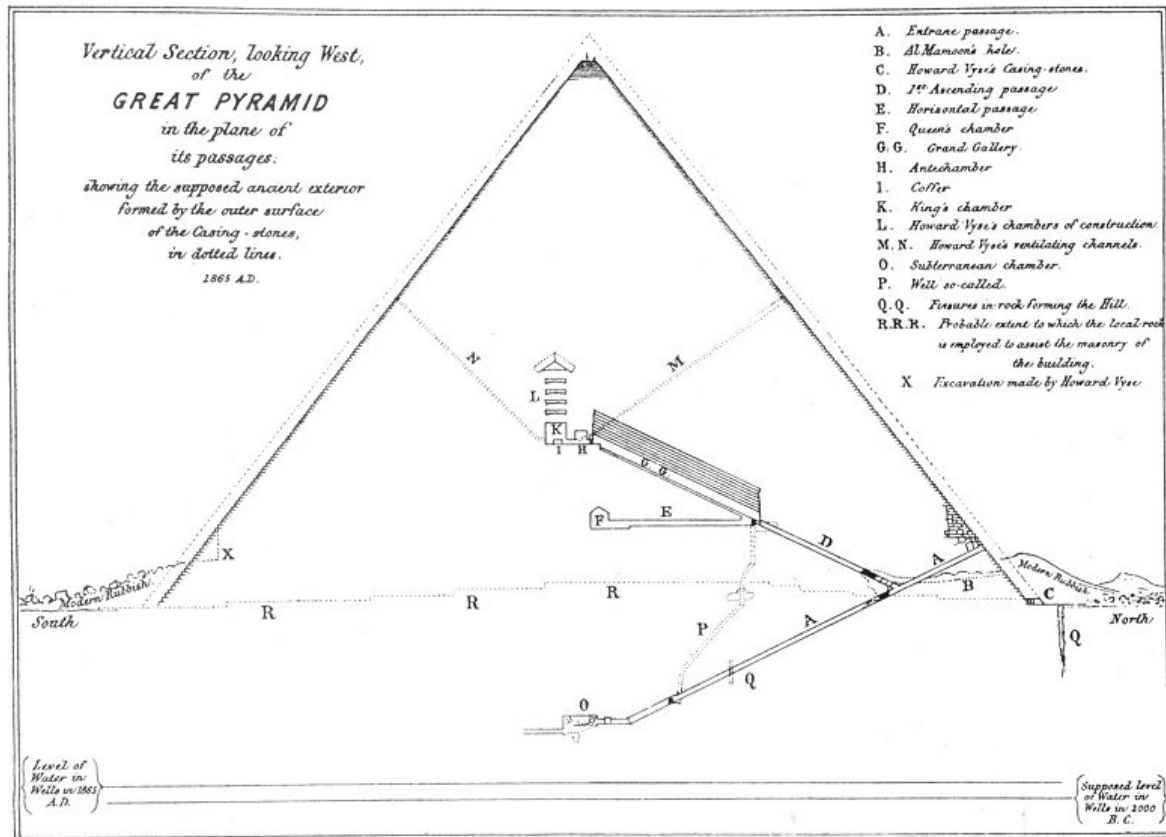 Vertical Section, looking West,
of the
GREAT PYRAMID
in the plane of
its passages:
showing the supposed ancient exterior
formed by the outer surface
of the Casing-stones,
in dotted lines.
1865 A.D.
A. Entrane passage.
B. Al Mamoon's hole.
C. Howard Vyse's Casing-stones.
D. 1st Ascending passage
E. Horizontal passage
F. Queen's chamber
G.G. Grand Gallery.
H. Antechamber
I. Coffer
K. King's chamber
L. Howard Vyse's chambers of construction.
M.N. Howard Vyse's ventilating channels.
O. Subterranean chamber.
P. Well so-called.
Q.Q. Fissures in rock forming the Hill.
R.R.R. Probable extent to which the local rock
is employed to assist the masonry of
the building.
X Excavation made by Howard Vyse
N
M
L
K
I
H
G.G.
F
E
D
A
X
B
Modern Rubbish
Modern Rubbish
C
R
R
R
South
North
P
A
Q
Q
O
Level of
Water in
Wells in 1865
A.D.
Supposed level
of Water in
Wells in 2000
B.C.